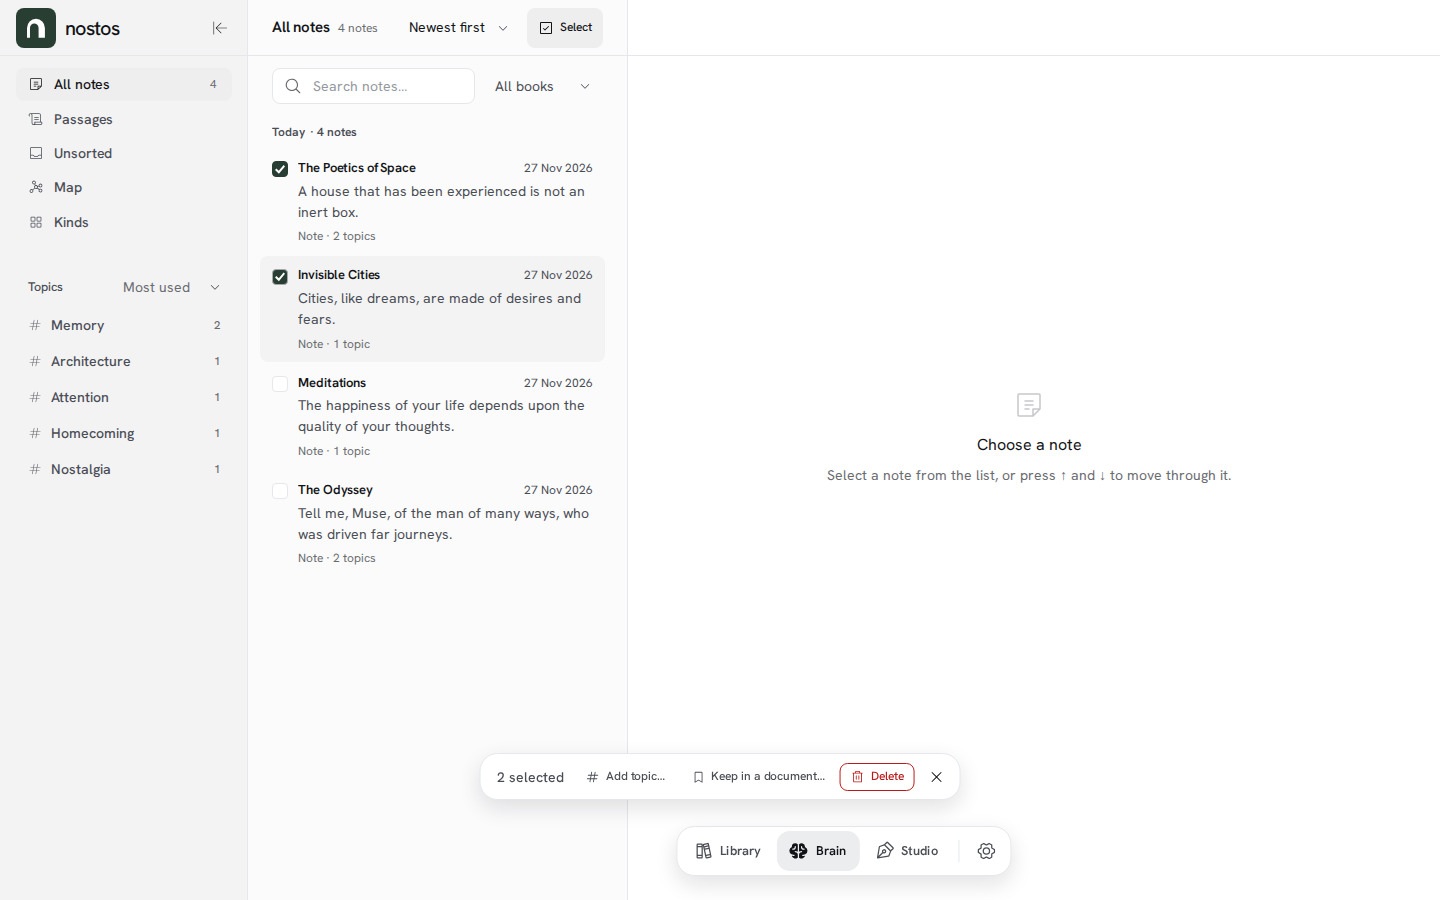 nostos
All notes 4
Passages
Unsorted
Map
Kinds
Topics Most used
# Memory 2
# Architecture 1
# Attention 1
# Homecoming 1
# Nostalgia 1
All notes 4 notes Newest first Select
Search notes... All books
Today · 4 notes
The Poetics of Space 27 Nov 2026
A house that has been experienced is not an
inert box.
Note · 2 topics
Invisible Cities 27 Nov 2026
Cities, like dreams, are made of desires and
fears.
Note · 1 topic
Meditations 27 Nov 2026
The happiness of your life depends upon the
quality of your thoughts.
Note · 1 topic
The Odyssey 27 Nov 2026
Tell me, Muse, of the man of many ways, who
was driven far journeys.
Note · 2 topics
Choose a note
Select a note from the list, or press ↑ and ↓ to move through it.
2 selected # Add topic... Keep in a document... Delete
Library Brain Studio